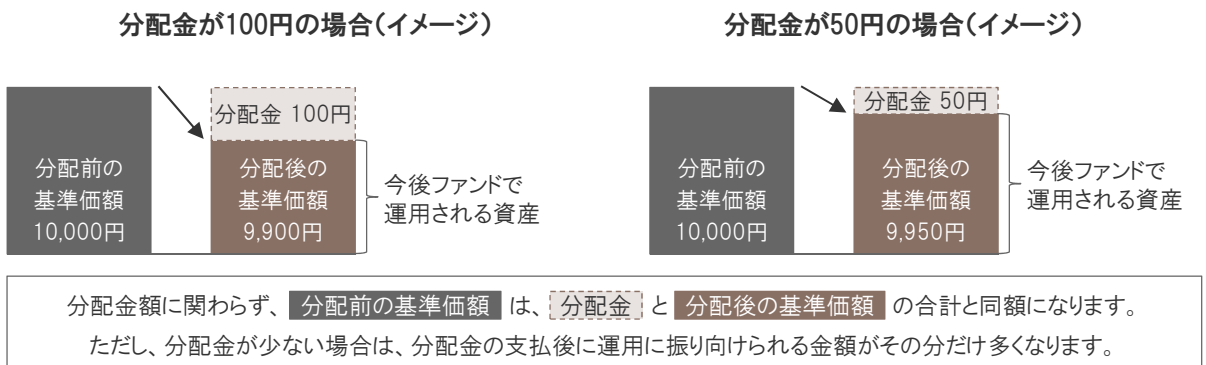 分配金が100円の場合(イメージ)
分配金 100円
分配前の
基準価額
10,000円
分配後の
基準価額
9,900円
今後ファンドで
運用される資産
分配金が50円の場合(イメージ)
分配金 50円
分配前の
基準価額
10,000円
分配後の
基準価額
9,950円
今後ファンドで
運用される資産
分配金額に関わらず、 分配前の基準価額 は、 分配金 と 分配後の基準価額 の合計と同額になります。
ただし、分配金が少ない場合は、分配金の支払後に運用に振り向けられる金額がその分だけ多くなります。